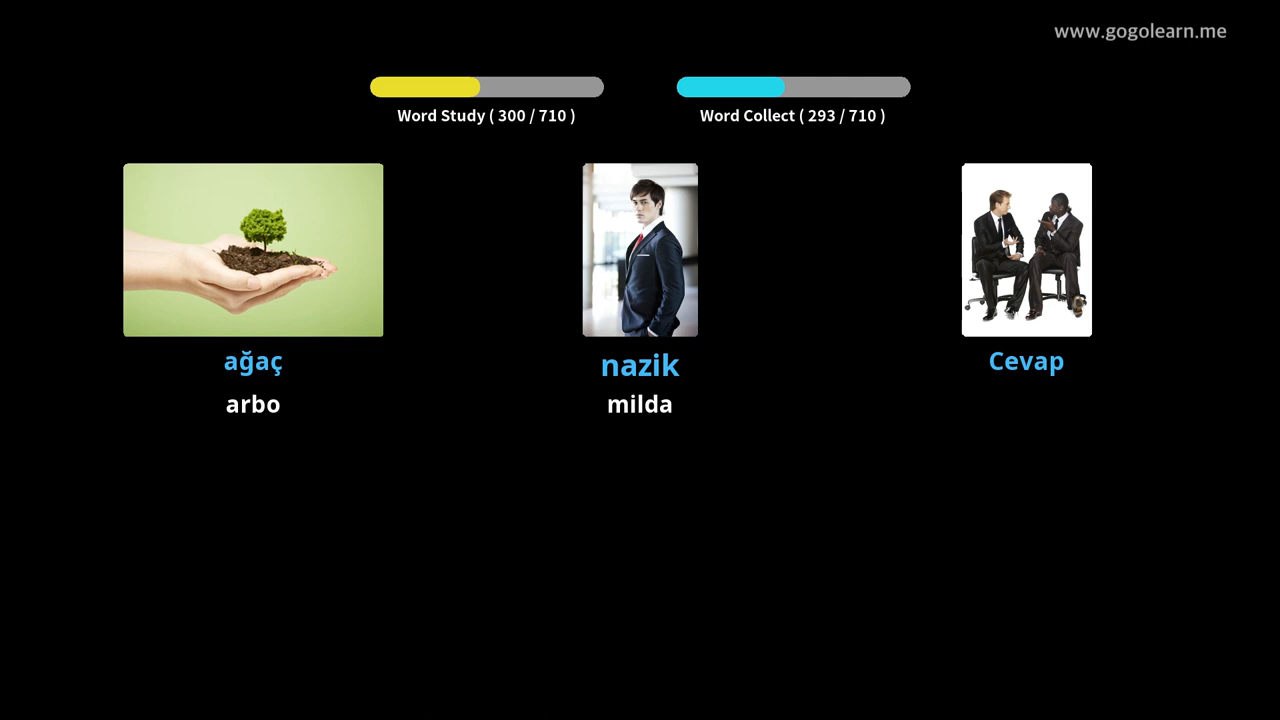 www.gogolearn.me
Word Study ( 300 / 710 )
Word Collect ( 293 / 710 )
ağaç
arbo
nazik
milda
Cevap